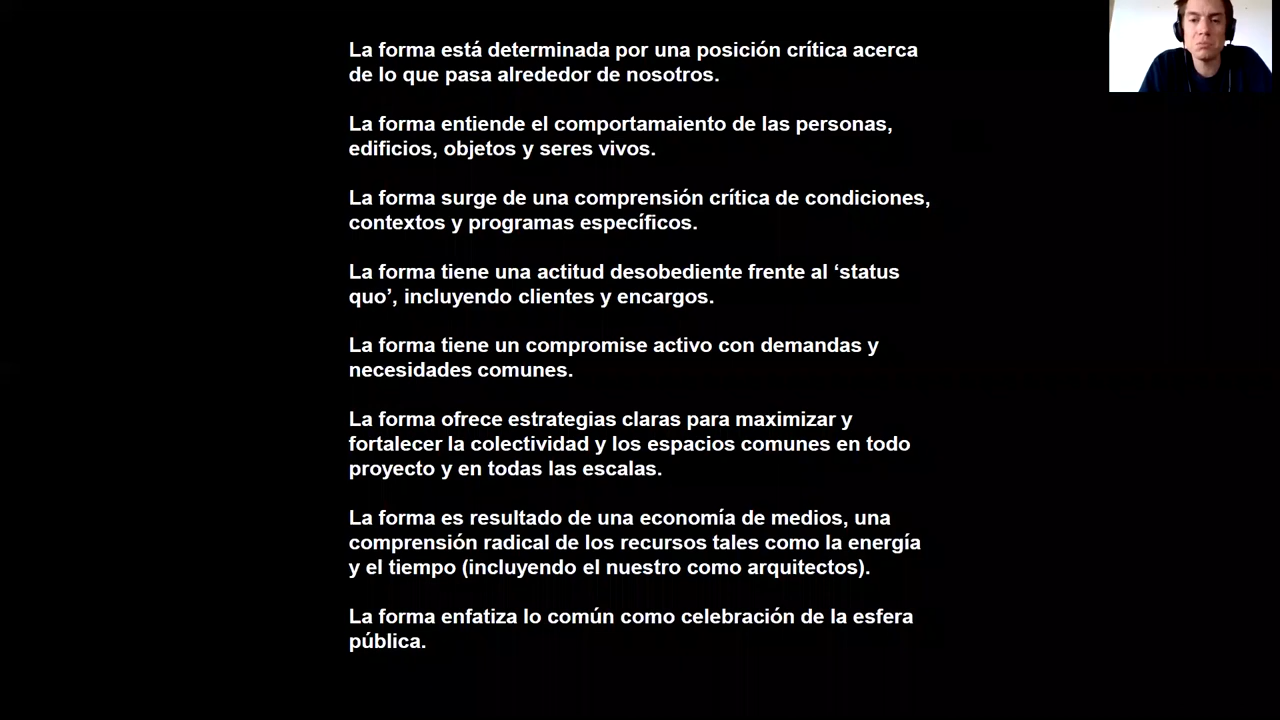 La forma está determinada por una posición crítica acerca
de lo que pasa alrededor de nosotros.
La forma entiende el comportamaiento de las personas,
edificios, objetos y seres vivos.
La forma surge de una comprensión crítica de condiciones,
contextos y programas específicos.
La forma tiene una actitud desobediente frente al ‘status
quo’, incluyendo clientes y encargos.
La forma tiene un compromise activo con demandas y
necesidades comunes.
La forma ofrece estrategias claras para maximizar y
fortalecer la colectividad y los espacios comunes en todo
proyecto y en todas las escalas.
La forma es resultado de una economía de medios, una
comprensión radical de los recursos tales como la energía
y el tiempo (incluyendo el nuestro como arquitectos).
La forma enfatiza lo común como celebración de la esfera
pública.